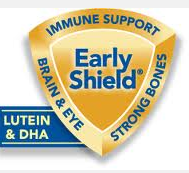 IMMUNE SUPPORT
Early
Shield®
BRAIN & EYE
STRONG BONES
LUTEIN
& DHA